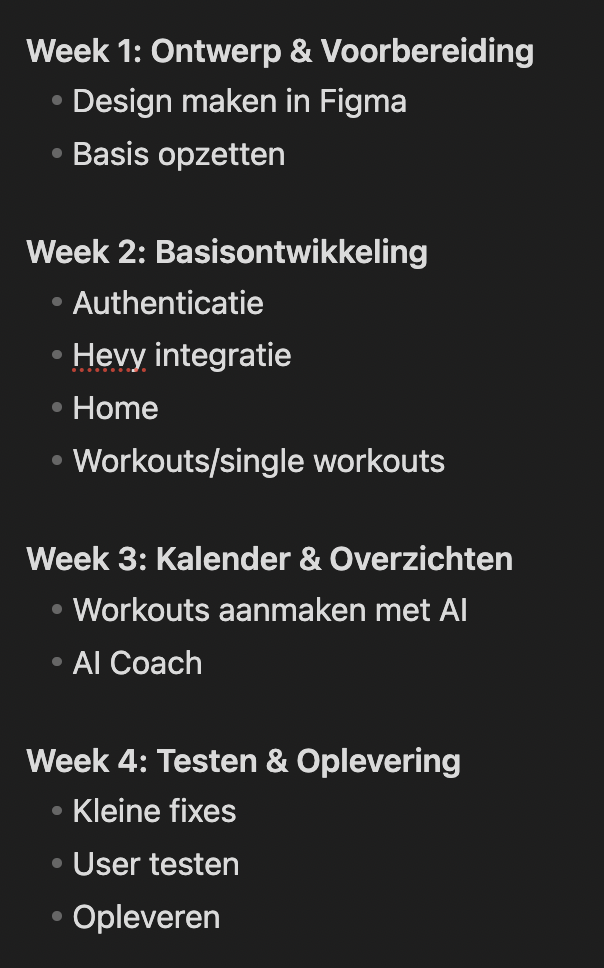 Week 1: Ontwerp & Voorbereiding
• Design maken in Figma
• Basis opzetten
Week 2: Basisontwikkeling
• Authenticatie
• Hevy integratie
• Home
• Workouts/single workouts
Week 3: Kalender & Overzichten
• Workouts aanmaken met AI
• AI Coach
Week 4: Testen & Oplevering
• Kleine fixes
• User testen
• Opleveren